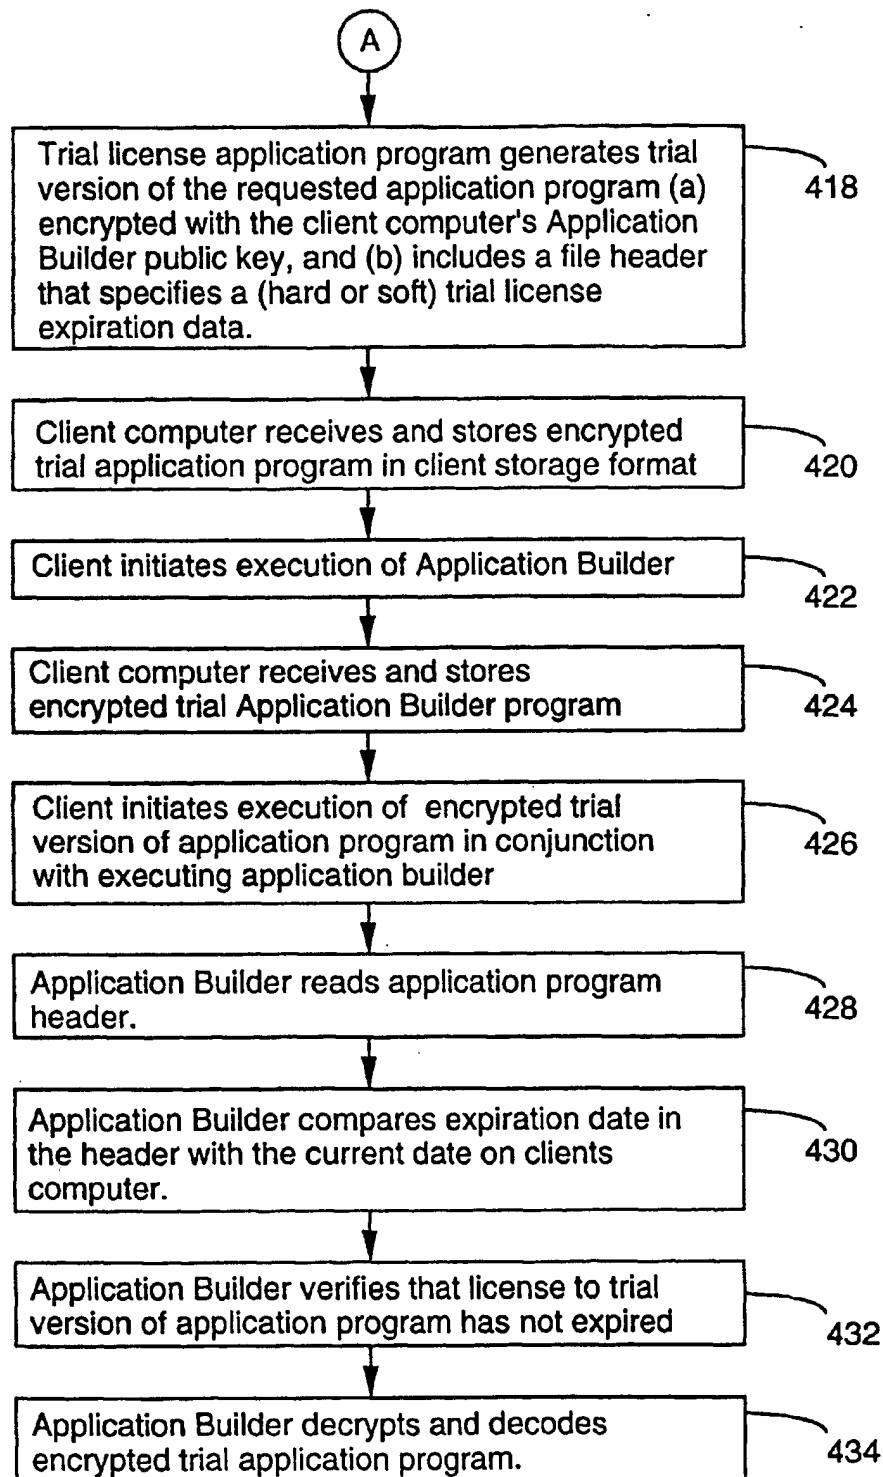 A
Trial license application program generates trial
version of the requested application program (a)
encrypted with the client computer's Application
Builder public key, and (b) includes a file header
that specifies a (hard or soft) trial license
expiration data.
418
Client computer receives and stores encrypted
trial application program in client storage format
420
Client initiates execution of Application Builder
422
Client computer receives and stores
encrypted trial Application Builder program
424
Client initiates execution of encrypted trial
version of application program in conjunction
with executing application builder
426
Application Builder reads application program
header.
428
Application Builder compares expiration date in
the header with the current date on clients
computer.
430
Application Builder verifies that license to trial
version of application program has not expired
432
Application Builder decrypts and decodes
encrypted trial application program.
434